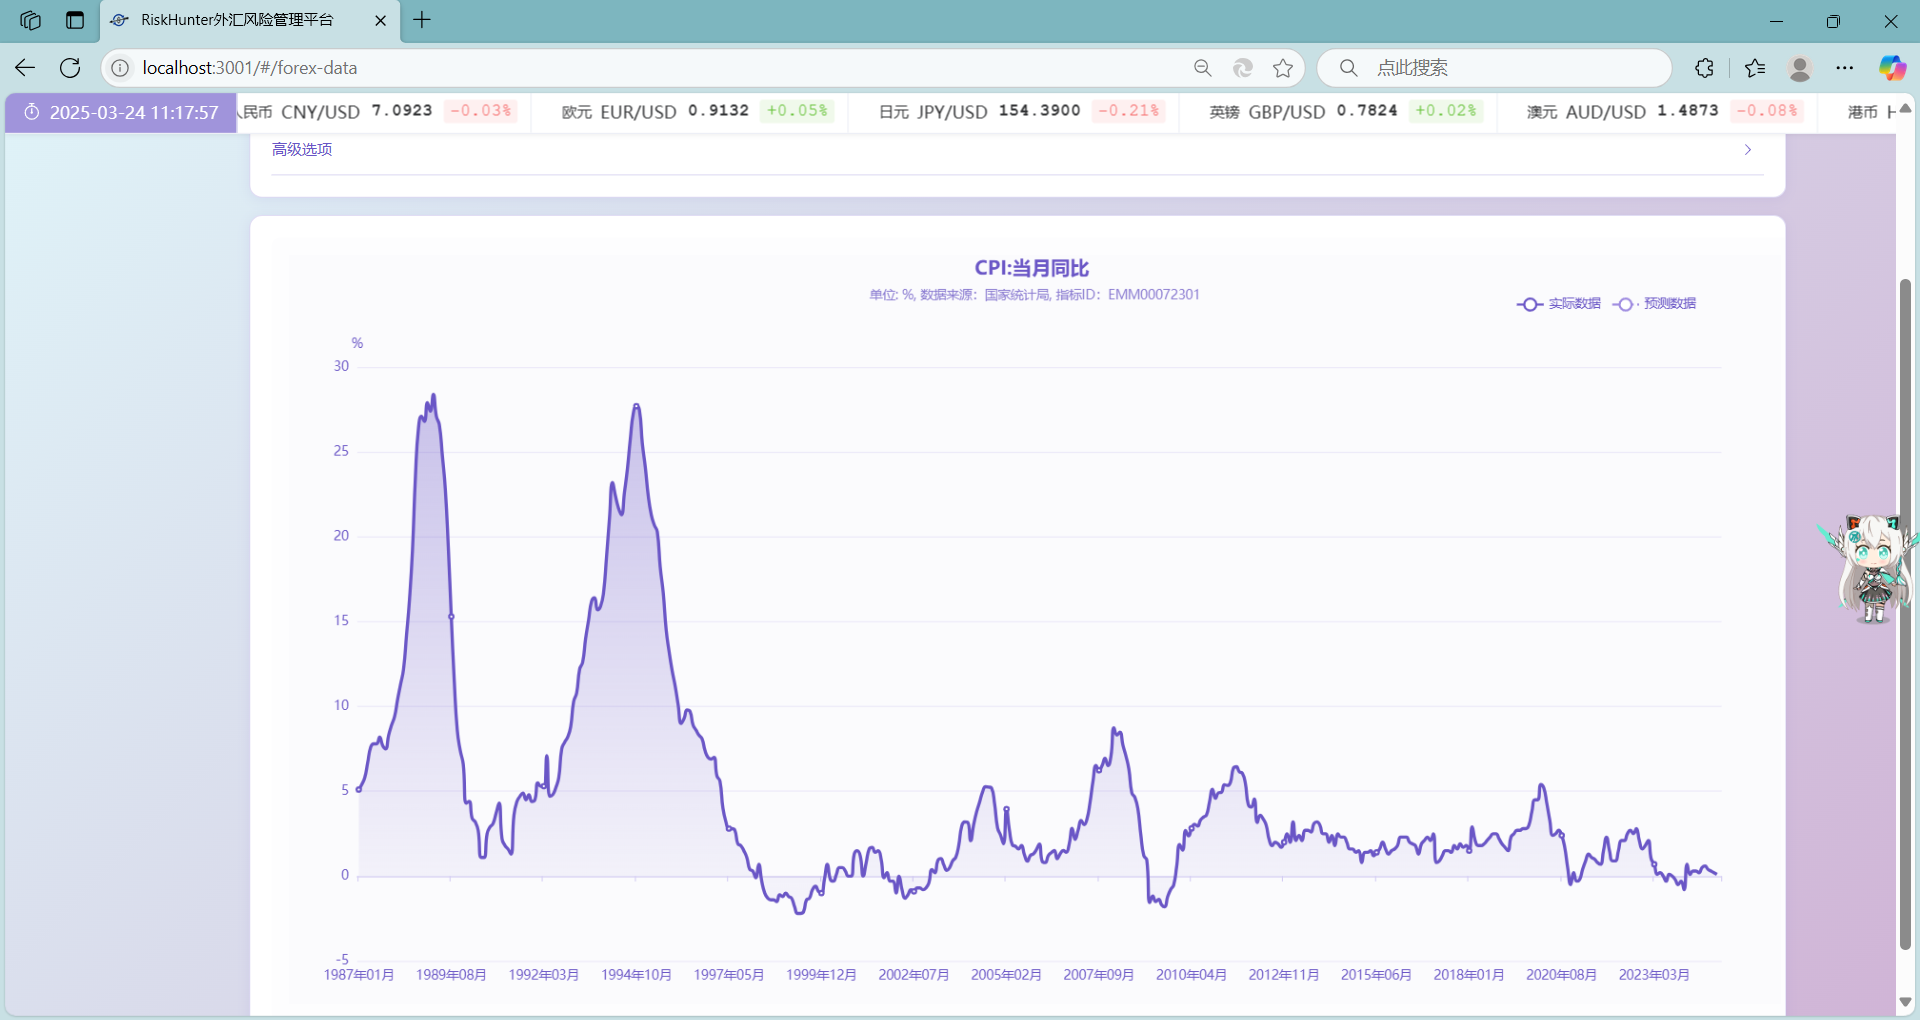 RiskHunter外汇风险管理平台
localhost:3001/#/forex-data
点此搜索
2025-03-24 11:17:57
民币 CNY/USD 7.0923 -0.03%
欧元 EUR/USD 0.9132 +0.05%
日元 JPY/USD 154.3900 -0.21%
英镑 GBP/USD 0.7824 +0.02%
澳元 AUD/USD 1.4873 -0.08%
港币 H
高级选项
CPI:当月同比
单位: %, 数据来源：国家统计局, 指标ID：EMM00072301
实际数据
预测数据
%
30
25
20
15
10
5
0
-5
1987年01月
1989年08月
1992年03月
1994年10月
1997年05月
1999年12月
2002年07月
2005年02月
2007年09月
2010年04月
2012年11月
2015年06月
2018年01月
2020年08月
2023年03月